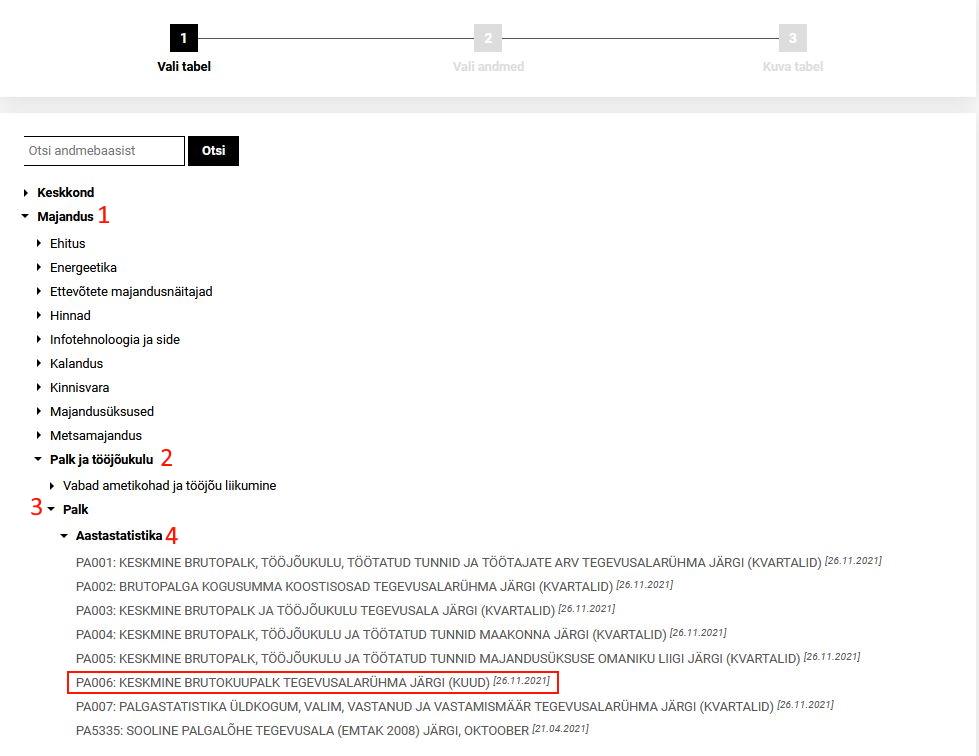 1 2 3
Vali tabel Vali andmed Kuva tabel
Otsi andmebaasist Otsi
Keskkond
Majandus 1
Ehitus
Energeetika
Ettevõtete majandusnäitajad
Hinnad
Infotehnoloogia ja side
Kalandus
Kinnisvara
Majandusüksused
Metsamajandus
Palk ja tööjõukulu 2
Vabad ametikohad ja tööjõu liikumine
3 Palk
Aastastatistika 4
PA001: KESKMINE BRUTOPALK, TÖÖJÕUKULU, TÖÖTATUD TUNNID JA TÖÖTAJATE ARV TEGEVUSALARÜHMA JÄRGI (KVARTALID) [26.11.2021]
PA002: BRUTOPALGA KOGUSUMMA KOOSTISOSAD TEGEVUSALARÜHMA JÄRGI (KVARTALID) [26.11.2021]
PA003: KESKMINE BRUTOPALK JA TÖÖJÕUKULU TEGEVUSALA JÄRGI (KVARTALID) [26.11.2021]
PA004: KESKMINE BRUTOPALK, TÖÖJÕUKULU JA TÖÖTATUD TUNNID MAAKONNA JÄRGI (KVARTALID) [26.11.2021]
PA005: KESKMINE BRUTOPALK, TÖÖJÕUKULU JA TÖÖTATUD TUNNID MAJANDUSÜKSUSE OMANIKU LIIGI JÄRGI (KVARTALID) [26.11.2021]
PA006: KESKMINE BRUTOKUUPALK TEGEVUSALARÜHMA JÄRGI (KUUD) [26.11.2021]
PA007: PALGASTATISTIKA ÜLDKOGUM, VALIM, VASTANUD JA VASTAMISMÄÄR TEGEVUSALARÜHMA JÄRGI (KVARTALID) [26.11.2021]
PA5335: SOOLINE PALGALÕHE TEGEVUSALA (EMTAK 2008) JÄRGI, OKTOOBER [21.04.2021]